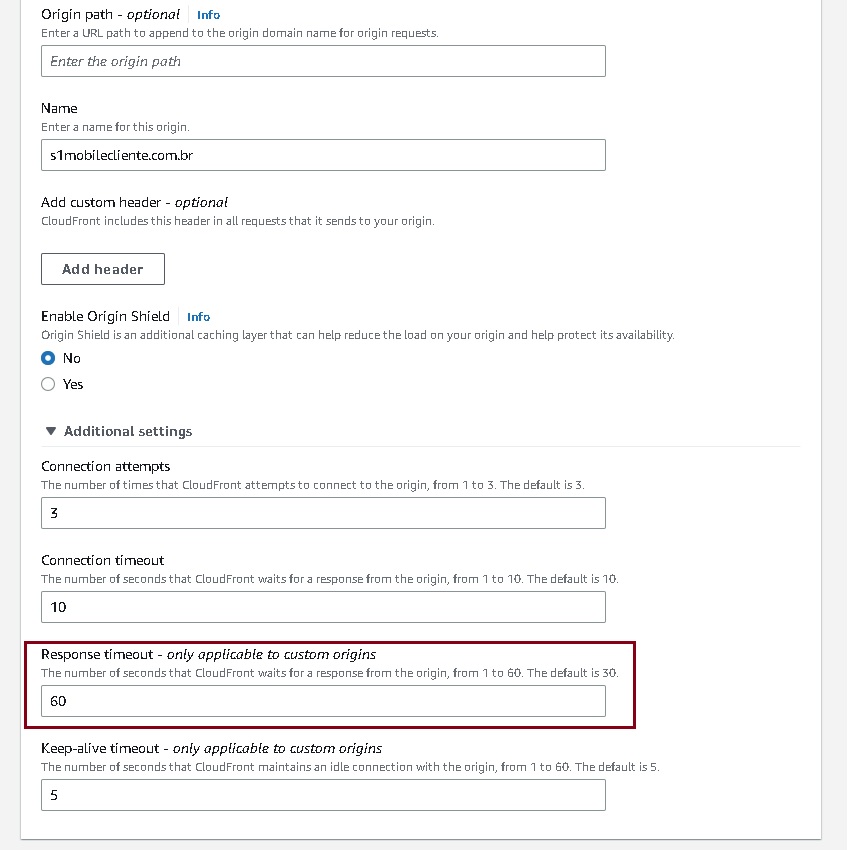 Origin path - optional Info
Enter a URL path to append to the origin domain name for origin requests.
Enter the origin path
Name
Enter a name for this origin.
s1mobilecliente.com.br
Add custom header - optional
CloudFront includes this header in all requests that it sends to your origin.
Add header
Enable Origin Shield Info
Origin Shield is an additional caching layer that can help reduce the load on your origin and help protect its availability.
No
Yes
Additional settings
Connection attempts
The number of times that CloudFront attempts to connect to the origin, from 1 to 3. The default is 3.
3
Connection timeout
The number of seconds that CloudFront waits for a response from the origin, from 1 to 10. The default is 10.
10
Response timeout - only applicable to custom origins
The number of seconds that CloudFront waits for a response from the origin, from 1 to 60. The default is 30.
60
Keep-alive timeout - only applicable to custom origins
The number of seconds that CloudFront maintains an idle connection with the origin, from 1 to 60. The default is 5.
5